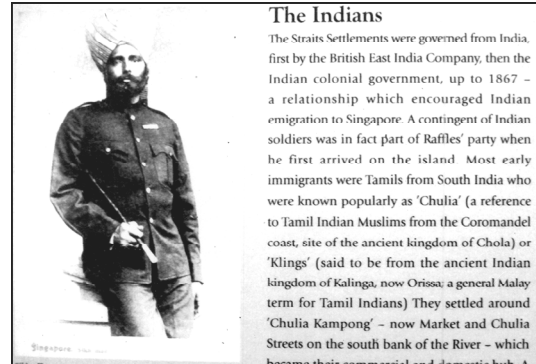 The Indians
The Straits Settlements were governed from India,
first by the British East India Company, then the
Indian colonial government, up to 1867 –
a relationship which encouraged Indian
emigration to Singapore. A contingent of Indian
soldiers was in fact part of Raffles' party when
he first arrived on the island. Most early
immigrants were Tamils from South India who
were known popularly as 'Chulia' (a reference
to Tamil Indian Muslims from the Coromandel
coast, site of the ancient kingdom of Chola) or
'Klings' (said to be from the ancient Indian
kingdom of Kalinga, now Orissa; a general Malay
term for Tamil Indians) They settled around
'Chulia Kampong' – now Market and Chulia
Streets on the south bank of the River – which
became their commercial and domestic hub. A
Singapore